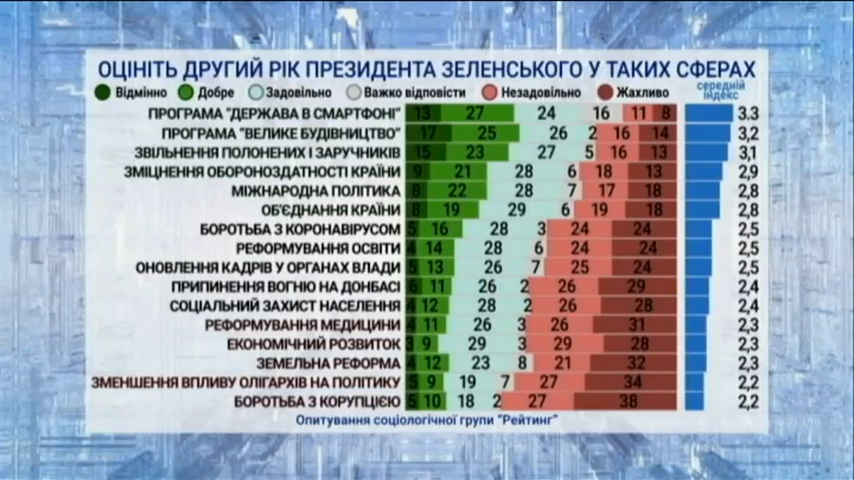 ОЦІНІТЬ ДРУГИЙ РІК ПРЕЗИДЕНТА ЗЕЛЕНСЬКОГО У ТАКИХ СФЕРАХ
Відмінно Добре Задовільно Важко відповісти Незадовільно Жахливо середній індекс
ПРОГРАМА "ДЕРЖАВА В СМАРТФОНІ" 13 27 24 16 11 8 3.3
ПРОГРАМА "ВЕЛИКЕ БУДІВНИЦТВО" 17 25 26 2 16 14 3,2
ЗВІЛЬНЕННЯ ПОЛОНЕНИХ І ЗАРУЧНИКІВ 15 23 27 5 16 13 3,1
ЗМІЦНЕННЯ ОБОРОНОЗДАТНОСТІ КРАЇНИ 9 21 28 6 18 13 2,9
МІЖНАРОДНА ПОЛІТИКА 8 22 28 7 17 18 2,8
ОБ'ЄДНАННЯ КРАЇНИ 8 19 29 6 19 18 2,8
БОРОТЬБА З КОРОНАВІРУСОМ 5 16 28 3 24 24 2,5
РЕФОРМУВАННЯ ОСВІТИ 4 14 28 6 24 24 2,5
ОНОВЛЕННЯ КАДРІВ У ОРГАНАХ ВЛАДИ 5 13 26 7 25 24 2,5
ПРИПИНЕННЯ ВОГНЮ НА ДОНБАСІ 6 11 26 2 26 29 2,4
СОЦІАЛЬНИЙ ЗАХИСТ НАСЕЛЕННЯ 4 12 28 2 26 28 2,4
РЕФОРМУВАННЯ МЕДИЦИНИ 4 11 26 3 26 31 2,3
ЕКОНОМІЧНИЙ РОЗВИТОК 3 9 29 3 29 28 2,3
ЗЕМЕЛЬНА РЕФОРМА 4 12 23 8 21 32 2,3
ЗМЕНШЕННЯ ВПЛИВУ ОЛІГАРХІВ НА ПОЛІТИКУ 5 9 19 7 27 34 2,2
БОРОТЬБА З КОРУПЦІЄЮ 5 10 18 2 27 38 2,2
Опитування соціологічної групи "Рейтинг"